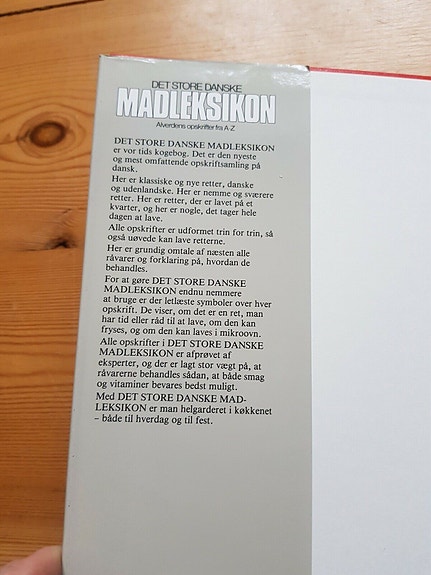 DET STORE DANSKE
MADLEKSIKON
Alverdens opskrifter fra A-Z
DET STORE DANSKE MADLEKSIKON
er vor tids kogebog. Det er den nyeste
og mest omfattende opskriftsamling på
dansk.
Her er klassiske og nye retter, danske
og udenlandske. Her er nemme og sværere
retter. Her er retter, der er lavet på et
kvarter, og her er nogle, det tager hele
dagen at lave.
Alle opskrifter er udformet trin for trin, så
også uøvede kan lave retterne.
Her er grundig omtale af næsten alle
råvarer og forklaring på, hvordan de
behandles.
For at gøre DET STORE DANSKE
MADLEKSIKON endnu nemmere
at bruge er der letlæste symboler over hver
opskrift. De viser, om det er en ret, man
har tid eller råd til at lave, om den kan
fryses, og om den kan laves i mikroovn.
Alle opskrifter i DET STORE DANSKE
MADLEKSIKON er afprøvet af
eksperter, og der er lagt stor vægt på, at
råvarerne behandles sådan, at både smag
og vitaminer bevares bedst muligt.
Med DET STORE DANSKE MAD-
LEKSIKON er man helgarderet i køkkenet
– både til hverdag og til fest.